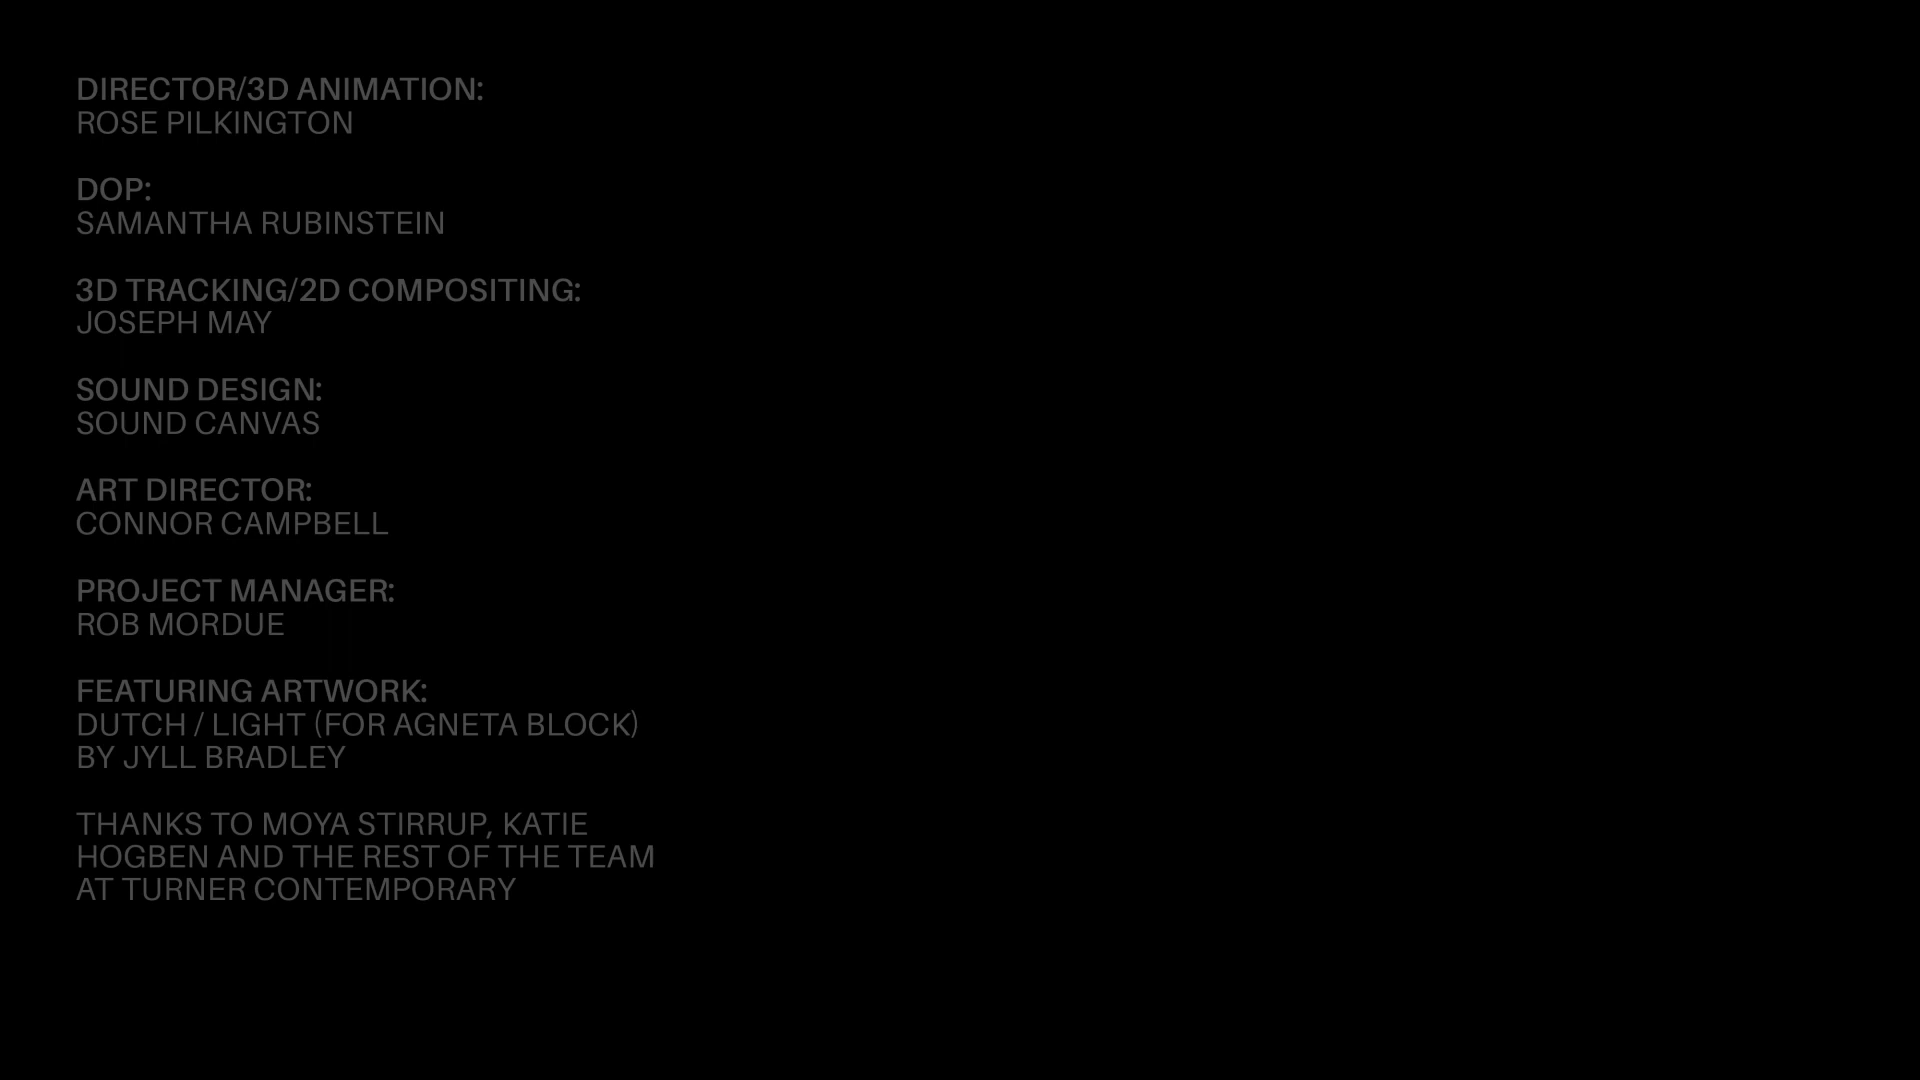 DIRECTOR/3D ANIMATION:
ROSE PILKINGTON
DOP:
SAMANTHA RUBINSTEIN
3D TRACKING/2D COMPOSITING:
JOSEPH MAY
SOUND DESIGN:
SOUND CANVAS
ART DIRECTOR:
CONNOR CAMPBELL
PROJECT MANAGER:
ROB MORDUE
FEATURING ARTWORK:
DUTCH / LIGHT (FOR AGNETA BLOCK)
BY JYLL BRADLEY
THANKS TO MOYA STIRRUP, KATIE
HOGBEN AND THE REST OF THE TEAM
AT TURNER CONTEMPORARY